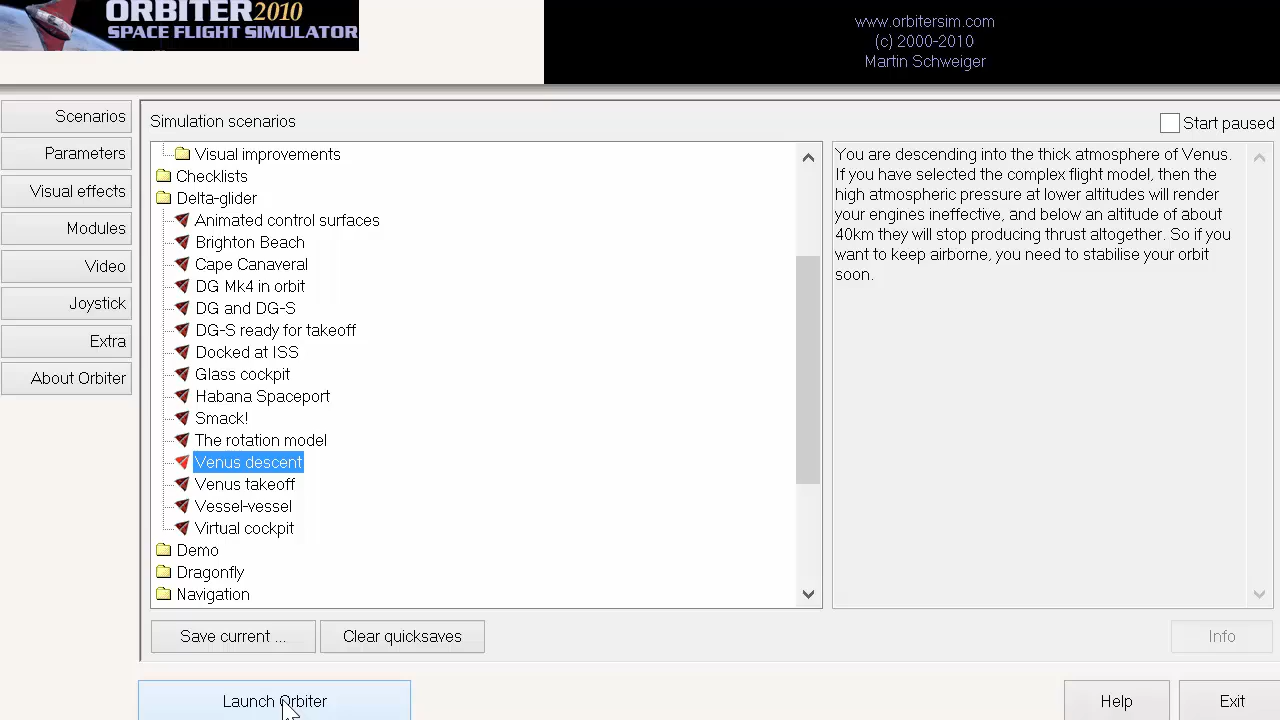 ORBITER 2010
SPACE FLIGHT SIMULATOR
www.orbitersim.com
(c) 2000-2010
Martin Schweiger
Scenarios
Parameters
Visual effects
Modules
Video
Joystick
Extra
About Orbiter
Simulation scenarios
Start paused
Visual improvements
Checklists
Delta-glider
Animated control surfaces
Brighton Beach
Cape Canaveral
DG Mk4 in orbit
DG and DG-S
DG-S ready for takeoff
Docked at ISS
Glass cockpit
Habana Spaceport
Smack!
The rotation model
Venus descent
Venus takeoff
Vessel-vessel
Virtual cockpit
Demo
Dragonfly
Navigation
You are descending into the thick atmosphere of Venus.
If you have selected the complex flight model, then the
high atmospheric pressure at lower altitudes will render
your engines ineffective, and below an altitude of about
40km they will stop producing thrust altogether. So if you
want to keep airborne, you need to stabilise your orbit
soon.
Save current ...
Clear quicksaves
Info
Launch Orbiter
Help
Exit